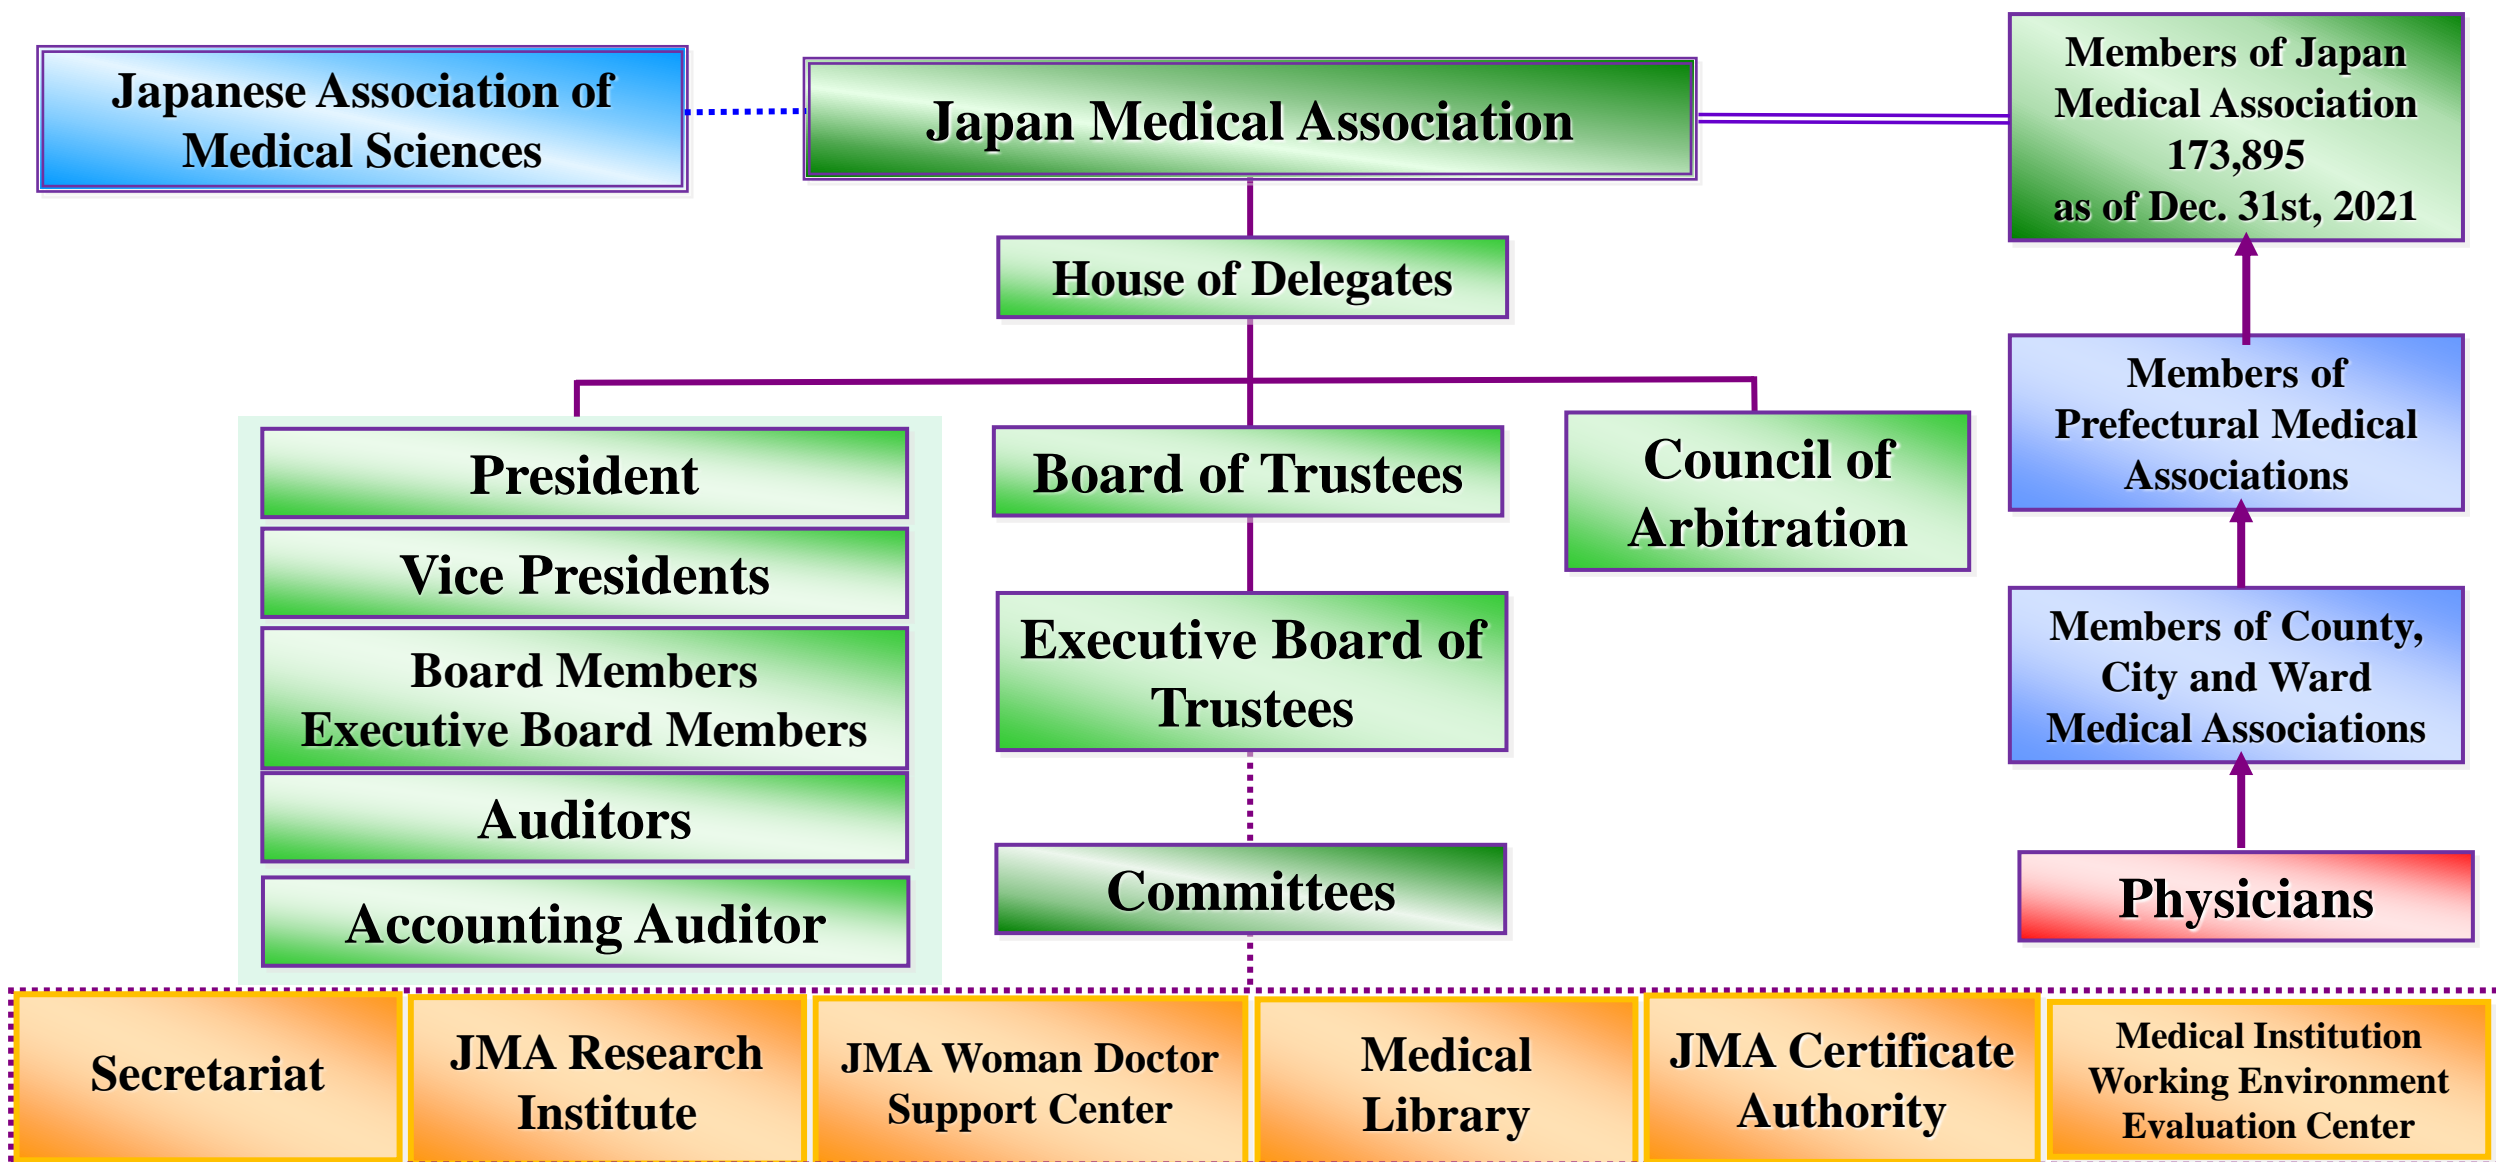 Japanese Association of
Medical Sciences
Japan Medical Association
Members of Japan
Medical Association
173,895
as of Dec. 31st, 2021
House of Delegates
President
Vice Presidents
Board Members
Executive Board Members
Auditors
Accounting Auditor
Board of Trustees
Executive Board of
Trustees
Committees
Council of
Arbitration
Members of
Prefectural Medical
Associations
Members of County,
City and Ward
Medical Associations
Physicians
Secretariat
JMA Research
Institute
JMA Woman Doctor
Support Center
Medical
Library
JMA Certificate
Authority
Medical Institution
Working Environment
Evaluation Center